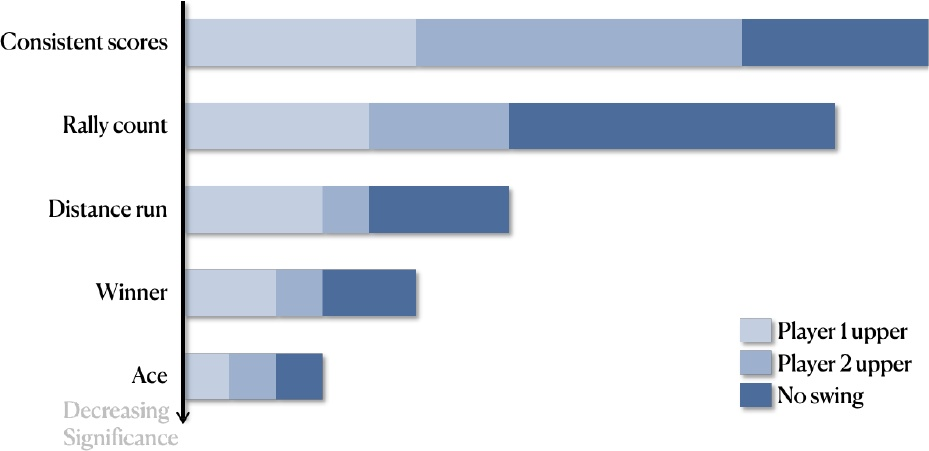 Consistent scores
Rally count
Distance run
Winner
Ace
Decreasing
Significance
Player 1 upper
Player 2 upper
No swing